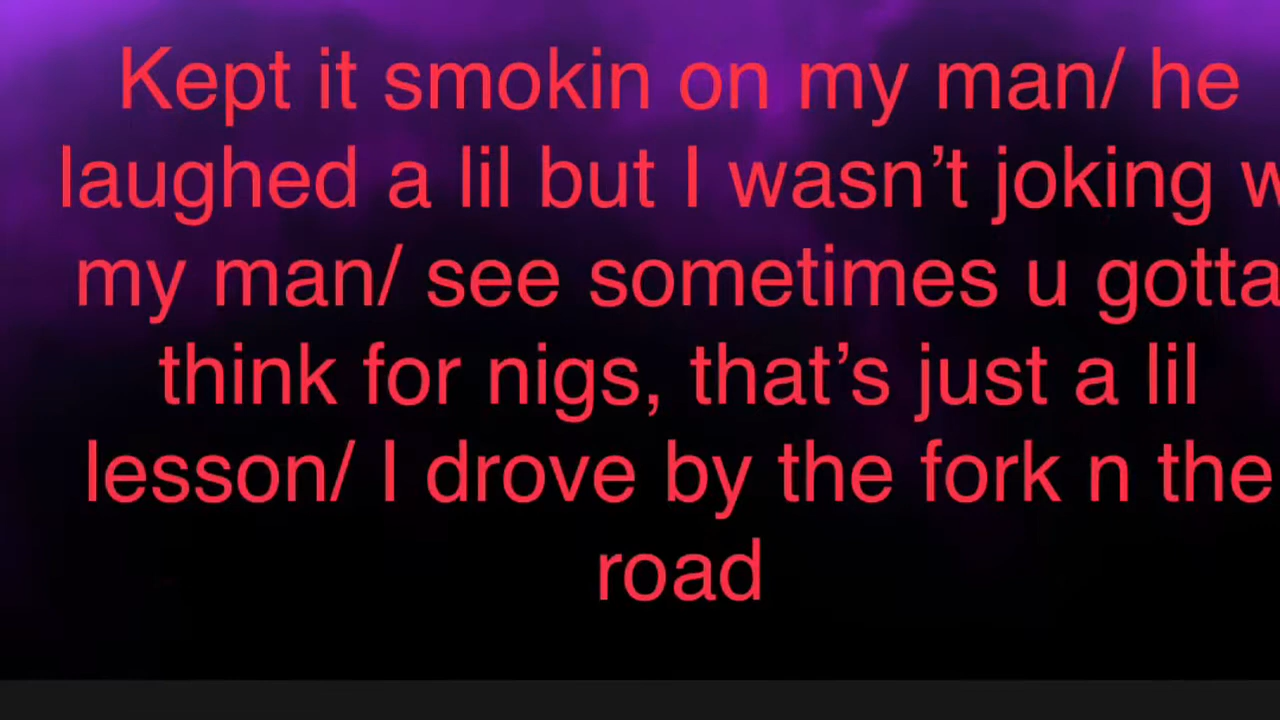 Kept it smokin on my man/ he
laughed a lil but I wasn’t joking w
my man/ see sometimes u gotta
think for nigs, that’s just a lil
lesson/ I drove by the fork n the
road